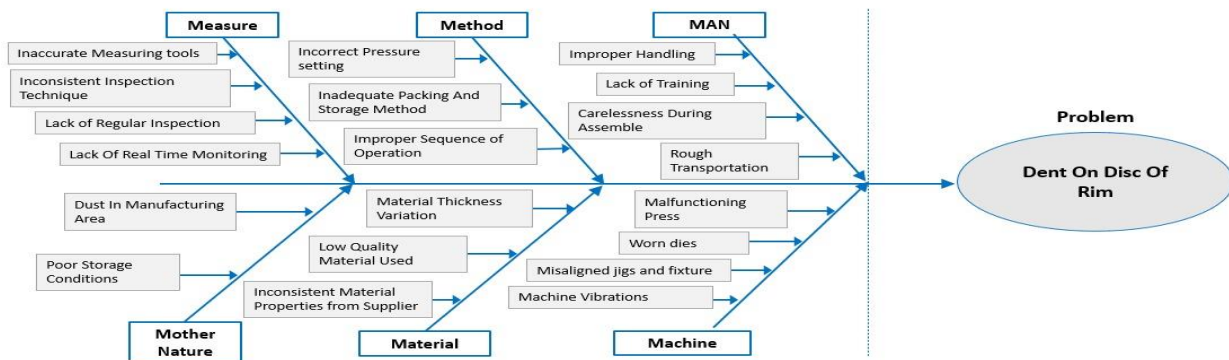 Measure
Method
MAN
Inaccurate Measuring tools
Inconsistent Inspection
Technique
Lack of Regular Inspection
Lack Of Real Time Monitoring
Incorrect Pressure
setting
Inadequate Packing And
Storage Method
Improper Sequence of
Operation
Improper Handling
Lack of Training
Carelessness During
Assemble
Rough
Transportation
Problem
Dent On Disc Of
Rim
Dust In Manufacturing
Area
Poor Storage
Conditions
Material Thickness
Variation
Low Quality
Material Used
Inconsistent Material
Properties from Supplier
Malfunctioning
Press
Worn dies
Misaligned jigs and fixture
Machine Vibrations
Mother
Nature
Material
Machine